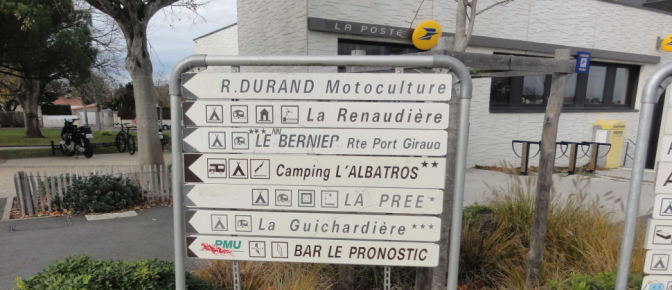 LA POSTE
R. DURAND Motoculture
La Renaudière
*** NN
LE BERNIER Rte Port Giraud
Camping L'ALBATROS **
LA PREE *
La Guichardière ***
PMU BAR LE PRONOSTIC